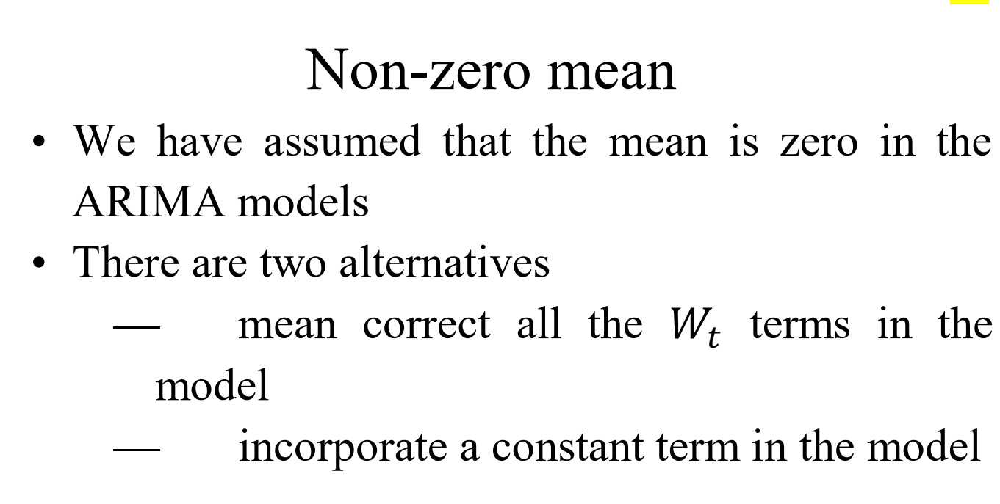 Non-zero mean
• We have assumed that the mean is zero in the
ARIMA models
• There are two alternatives
— mean correct all the Wₜ terms in the
model
— incorporate a constant term in the model